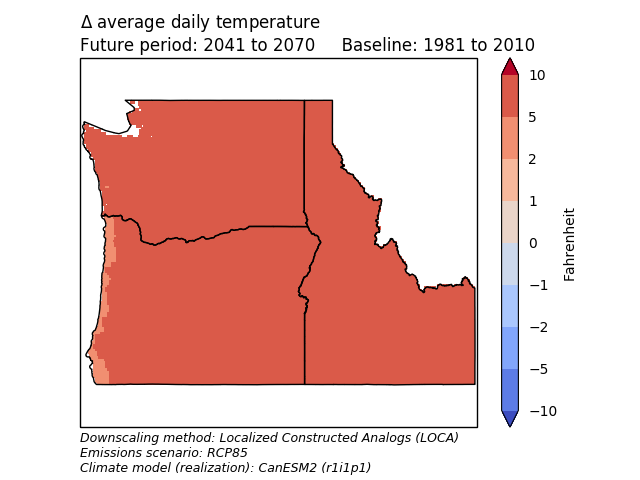 Δ average daily temperature
Future period: 2041 to 2070     Baseline: 1981 to 2010
10
5
2
1
0
−1
−2
−5
−10
Fahrenheit
Downscaling method: Localized Constructed Analogs (LOCA)
Emissions scenario: RCP85
Climate model (realization): CanESM2 (r1i1p1)